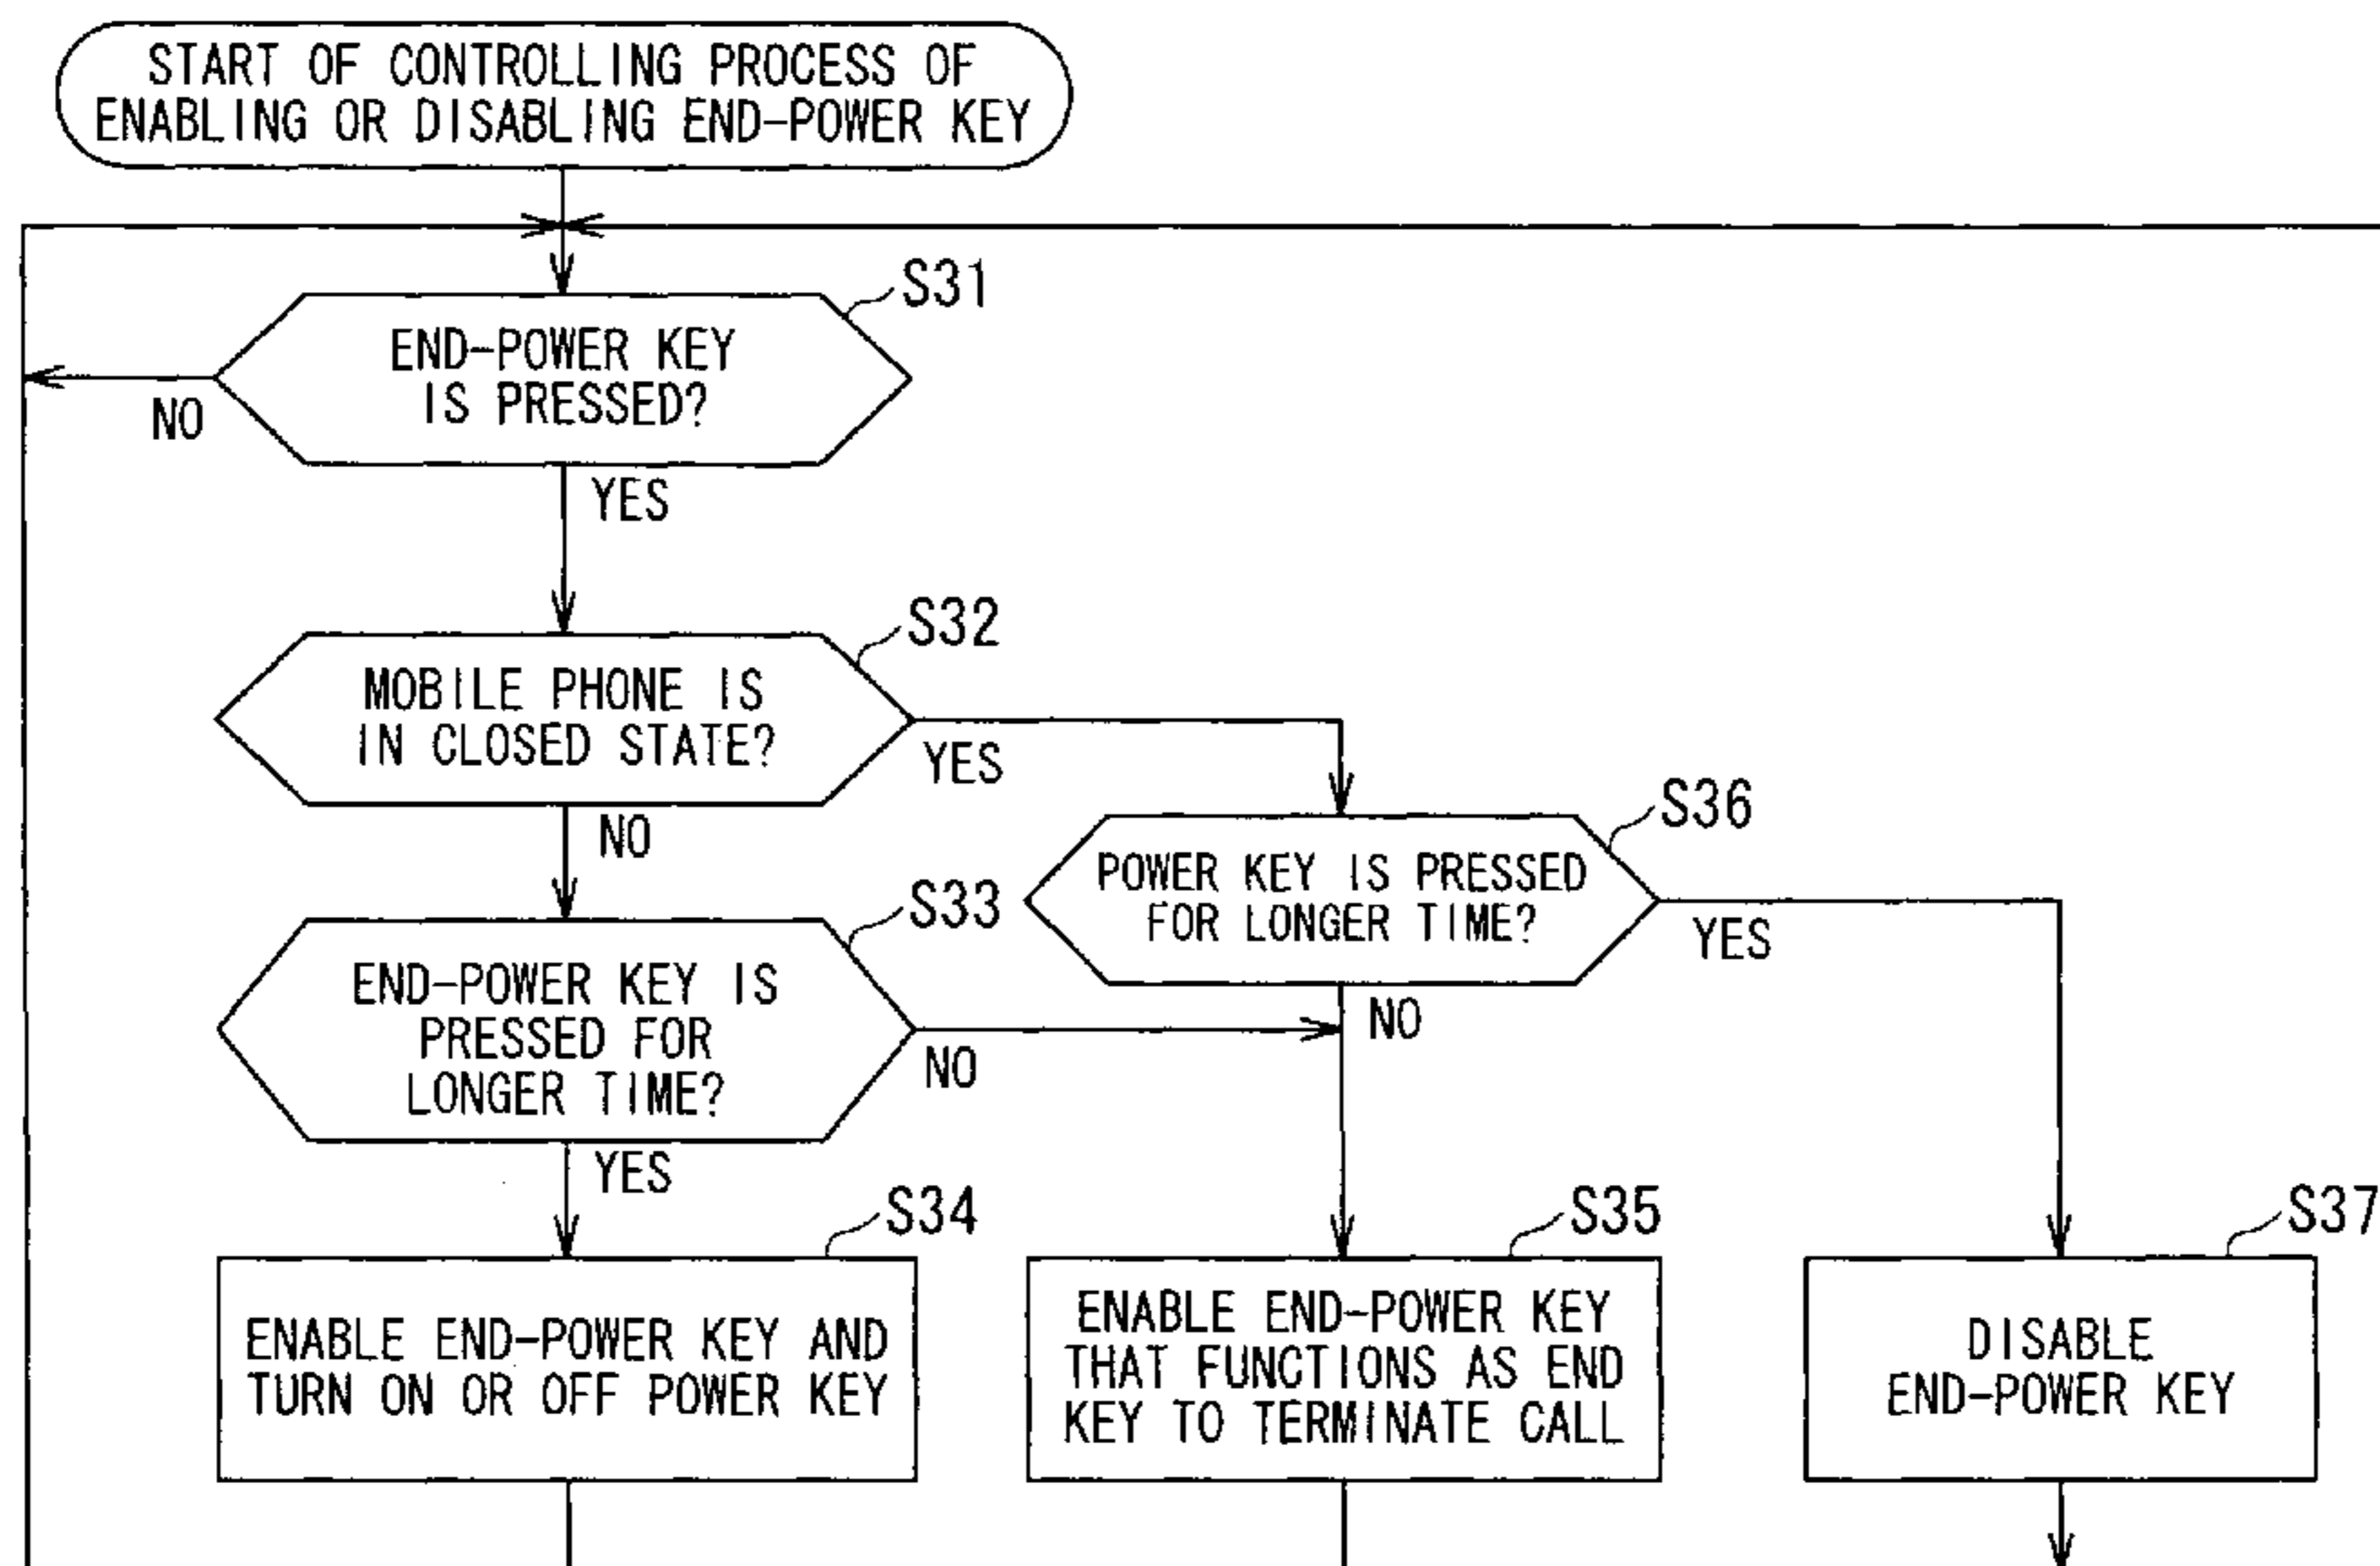 START OF CONTROLLING PROCESS OF
ENABLING OR DISABLING END-POWER KEY
S31
END-POWER KEY
IS PRESSED?
NO
YES
S32
MOBILE PHONE IS
IN CLOSED STATE?
YES
NO
S36
POWER KEY IS PRESSED
FOR LONGER TIME?
YES
NO
S33
END-POWER KEY IS
PRESSED FOR
LONGER TIME?
NO
YES
S34
ENABLE END-POWER KEY AND
TURN ON OR OFF POWER KEY
S35
ENABLE END-POWER KEY
THAT FUNCTIONS AS END
KEY TO TERMINATE CALL
S37
DISABLE
END-POWER KEY